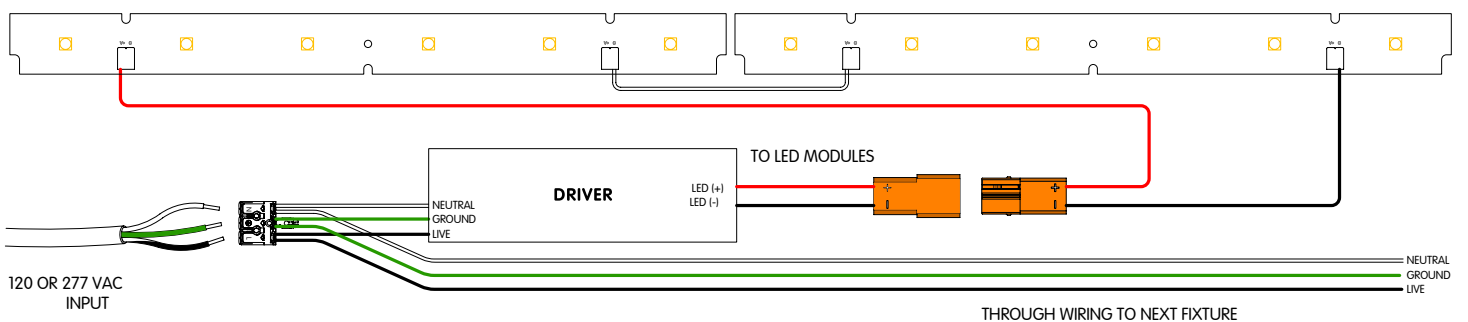 TO LED MODULES
DRIVER
LED (+)
LED (-)
NEUTRAL
GROUND
LIVE
N
L
120 OR 277 VAC
INPUT
NEUTRAL
GROUND
LIVE
THROUGH WIRING TO NEXT FIXTURE